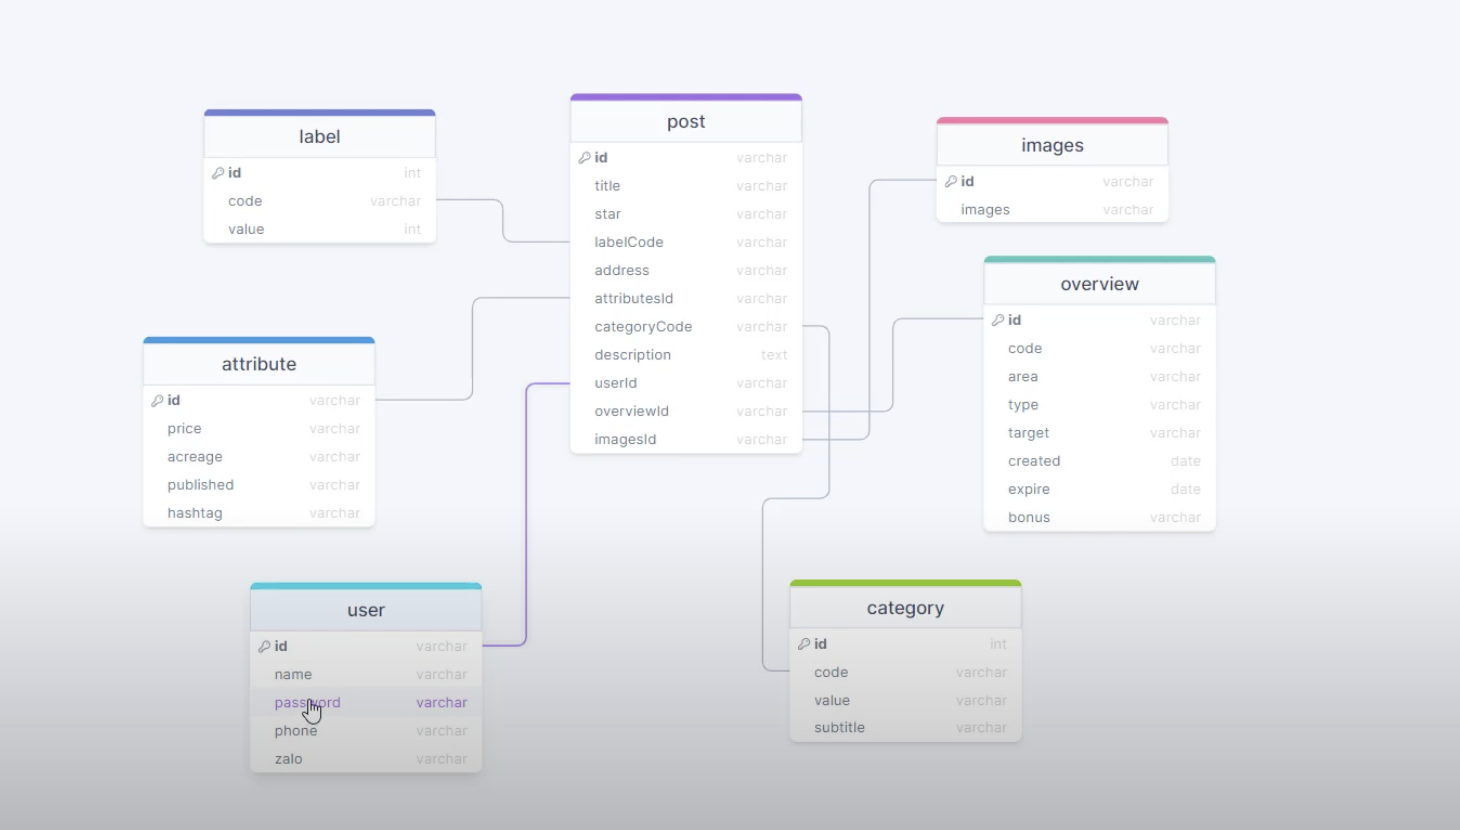 label
id int
code varchar
value int
post
id varchar
title varchar
star varchar
labelCode varchar
address varchar
attributesId varchar
categoryCode varchar
description text
userId varchar
overviewId varchar
imagesId varchar
images
id varchar
images varchar
overview
id varchar
code varchar
area varchar
type varchar
target varchar
created date
expire date
bonus varchar
attribute
id varchar
price varchar
acreage varchar
published varchar
hashtag varchar
user
id varchar
name varchar
password varchar
phone varchar
zalo varchar
category
id int
code varchar
value varchar
subtitle varchar